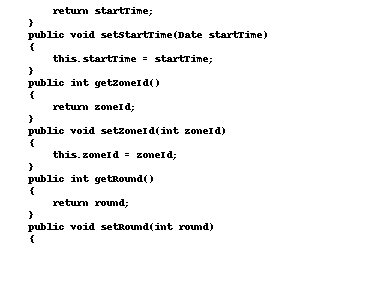 return startTime;
}
public void setStartTime(Date startTime)
{
this.startTime = startTime;
}
public int getZoneId()
{
return zoneId;
}
public void setZoneId(int zoneId)
{
this.zoneId = zoneId;
}
public int getRound()
{
return round;
}
public void setRound(int round)
{